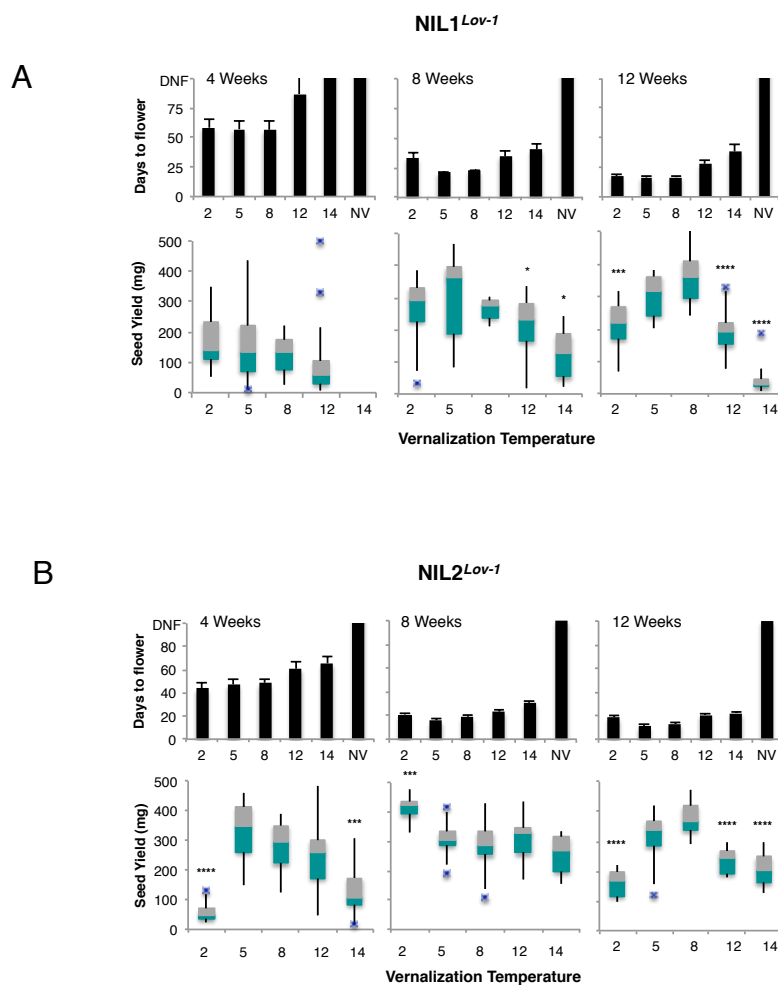 NIL1Lov-1
A
DNF 4 Weeks 8 Weeks 12 Weeks
75
50
25
0
Days to flower
2 5 8 12 14 NV 2 5 8 12 14 NV 2 5 8 12 14 NV
500
400
300
200
100
0
Seed Yield (mg)
* * *** **** ****
2 5 8 12 14 2 5 8 12 14 2 5 8 12 14
Vernalization Temperature
B
NIL2Lov-1
DNF 4 Weeks 8 Weeks 12 Weeks
80
60
40
20
0
Days to flower
2 5 8 12 14 NV 2 5 8 12 14 NV 2 5 8 12 14 NV
500
400
300
200
100
0
Seed Yield (mg)
**** *** *** **** **** ****
2 5 8 12 14 2 5 8 12 14 2 5 8 12 14
Vernalization Temperature